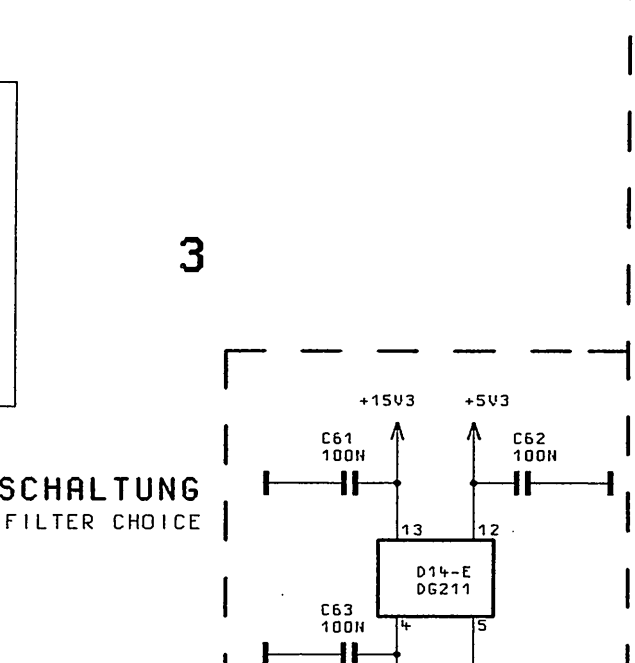 3
+15V3
+5V3
C61
100N
C62
100N
SCHALTUNG
FILTER CHOICE
13
12
D14-E
DG211
C63
100N
4
5